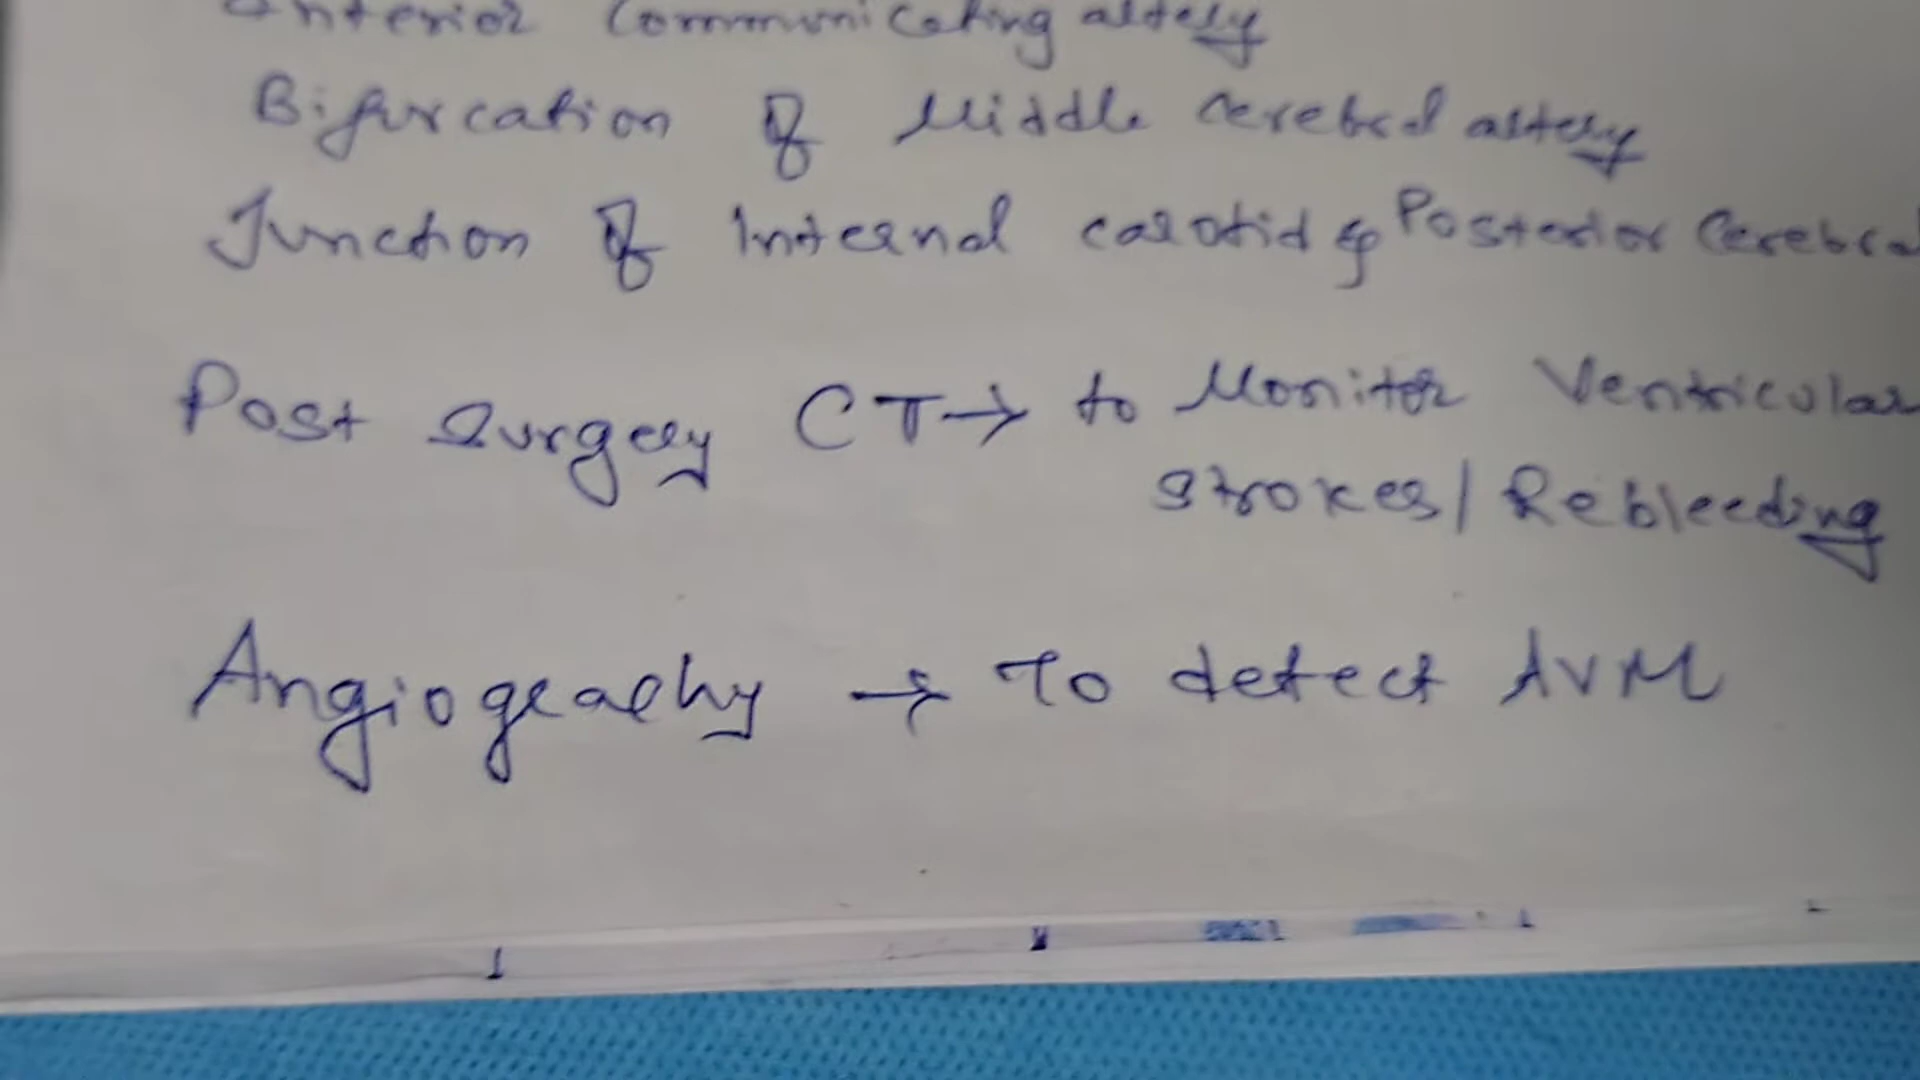 Anterior Communicating artery
Bifurcation of Middle cerebral artery
Junction of Internal carotid & Posterior Cerebral
Post Surgery CT → to Monitor Ventricular
strokes/ Rebleeding
Angiography → To detect AVM